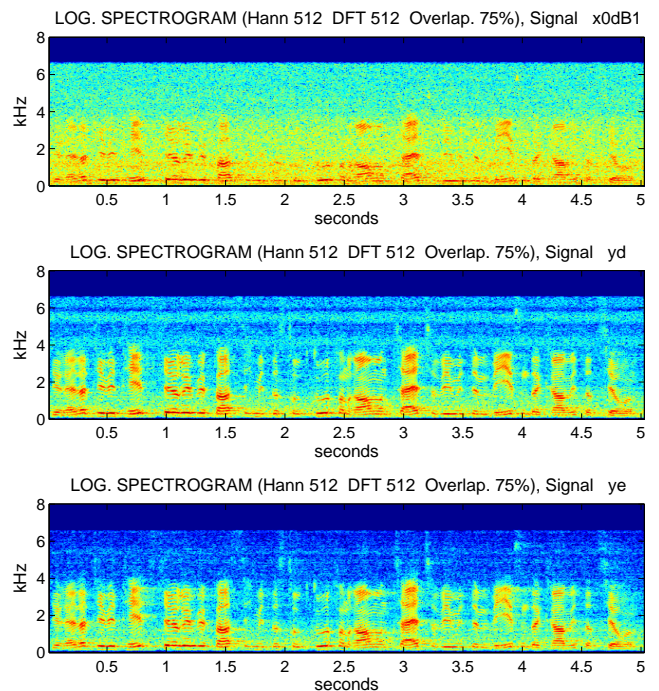 LOG. SPECTROGRAM (Hann 512 DFT 512 Overlap. 75%), Signal x0dB1
8
6
4
2
0
kHz
0.5 1 1.5 2 2.5 3 3.5 4 4.5 5
seconds
LOG. SPECTROGRAM (Hann 512 DFT 512 Overlap. 75%), Signal yd
8
6
4
2
0
kHz
0.5 1 1.5 2 2.5 3 3.5 4 4.5 5
seconds
LOG. SPECTROGRAM (Hann 512 DFT 512 Overlap. 75%), Signal ye
8
6
4
2
0
kHz
0.5 1 1.5 2 2.5 3 3.5 4 4.5 5
seconds